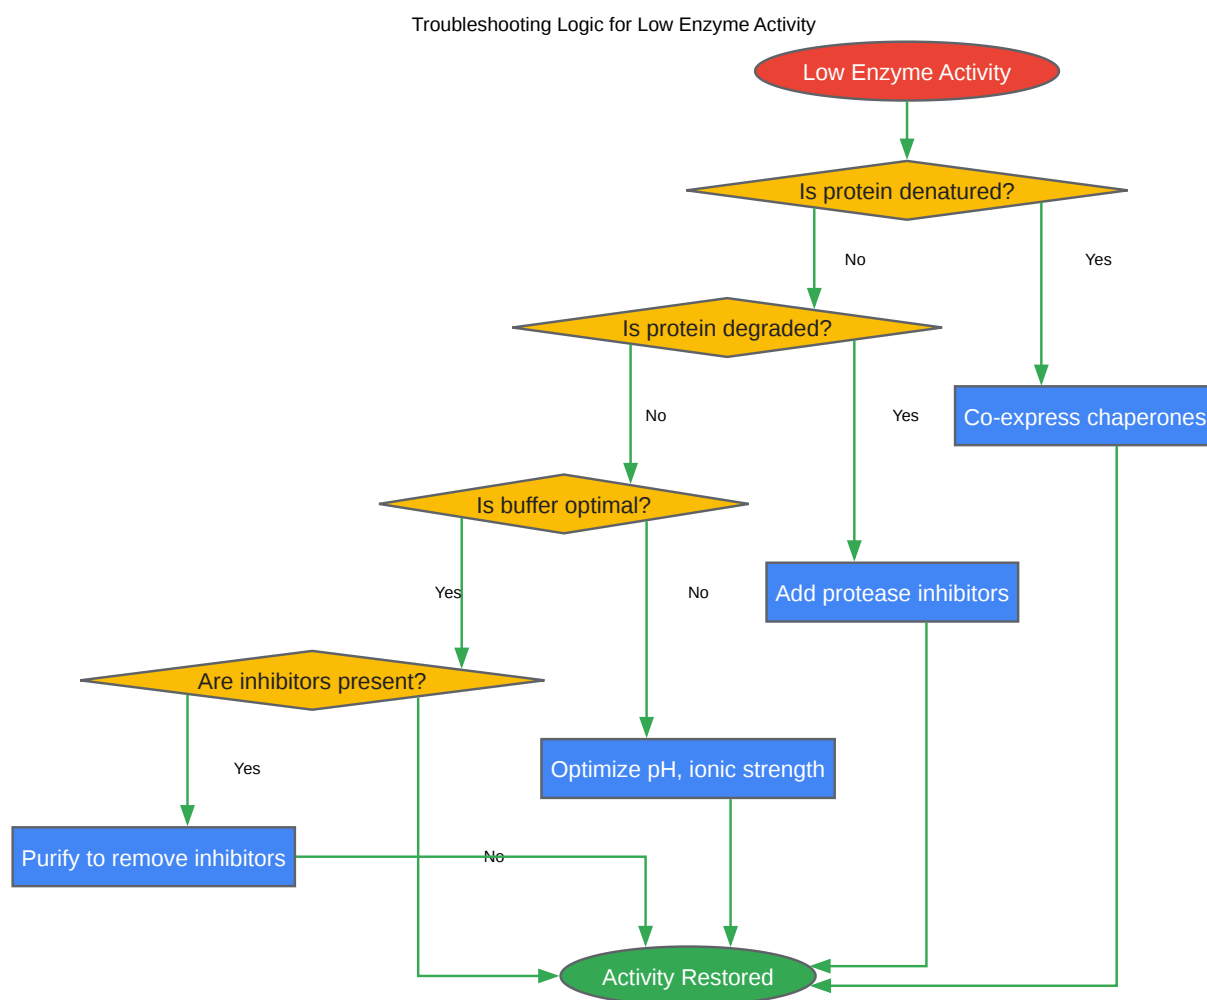 Troubleshooting Logic for Low Enzyme Activity
Low Enzyme Activity
Is protein denatured?
No
Yes
Is protein degraded?
No
Yes
Co-express chaperones
Is buffer optimal?
Yes
No
Add protease inhibitors
Are inhibitors present?
Yes
Optimize pH, ionic strength
Purify to remove inhibitors
No
Activity Restored